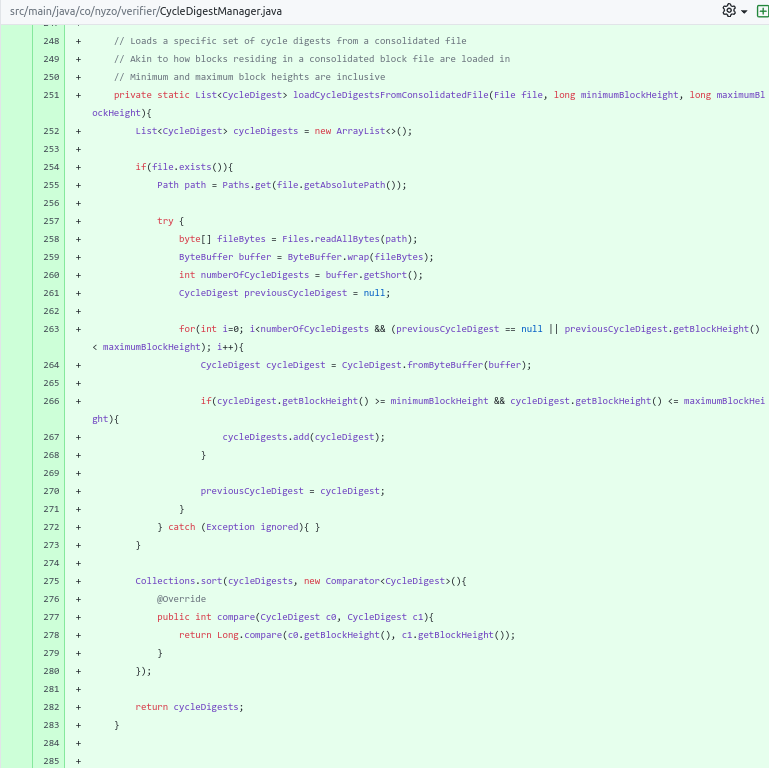 src/main/java/co/nyzo/verifier/CycleDigestManager.java
248 + // Loads a specific set of cycle digests from a consolidated file
249 + // Akin to how blocks residing in a consolidated block file are loaded in
250 + // Minimum and maximum block heights are inclusive
251 + private static List<CycleDigest> loadCycleDigestsFromConsolidatedFile(File file, long minimumBlockHeight, long maximumBl
ockHeight){
252 + List<CycleDigest> cycleDigests = new ArrayList<>();
253 +
254 + if(file.exists()){
255 + Path path = Paths.get(file.getAbsolutePath());
256 +
257 + try {
258 + byte[] fileBytes = Files.readAllBytes(path);
259 + ByteBuffer buffer = ByteBuffer.wrap(fileBytes);
260 + int numberOfCycleDigests = buffer.getShort();
261 + CycleDigest previousCycleDigest = null;
262 +
263 + for(int i=0; i<numberOfCycleDigests && (previousCycleDigest == null || previousCycleDigest.getBlockHeight()
< maximumBlockHeight); i++){
264 + CycleDigest cycleDigest = CycleDigest.fromByteBuffer(buffer);
265 +
266 + if(cycleDigest.getBlockHeight() >= minimumBlockHeight && cycleDigest.getBlockHeight() <= maximumBlockHei
ght){
267 + cycleDigests.add(cycleDigest);
268 + }
269 +
270 + previousCycleDigest = cycleDigest;
271 + }
272 + } catch (Exception ignored){ }
273 + }
274 +
275 + Collections.sort(cycleDigests, new Comparator<CycleDigest>(){
276 + @Override
277 + public int compare(CycleDigest c0, CycleDigest c1){
278 + return Long.compare(c0.getBlockHeight(), c1.getBlockHeight());
279 + }
280 + });
281 +
282 + return cycleDigests;
283 + }
284 +
285 +